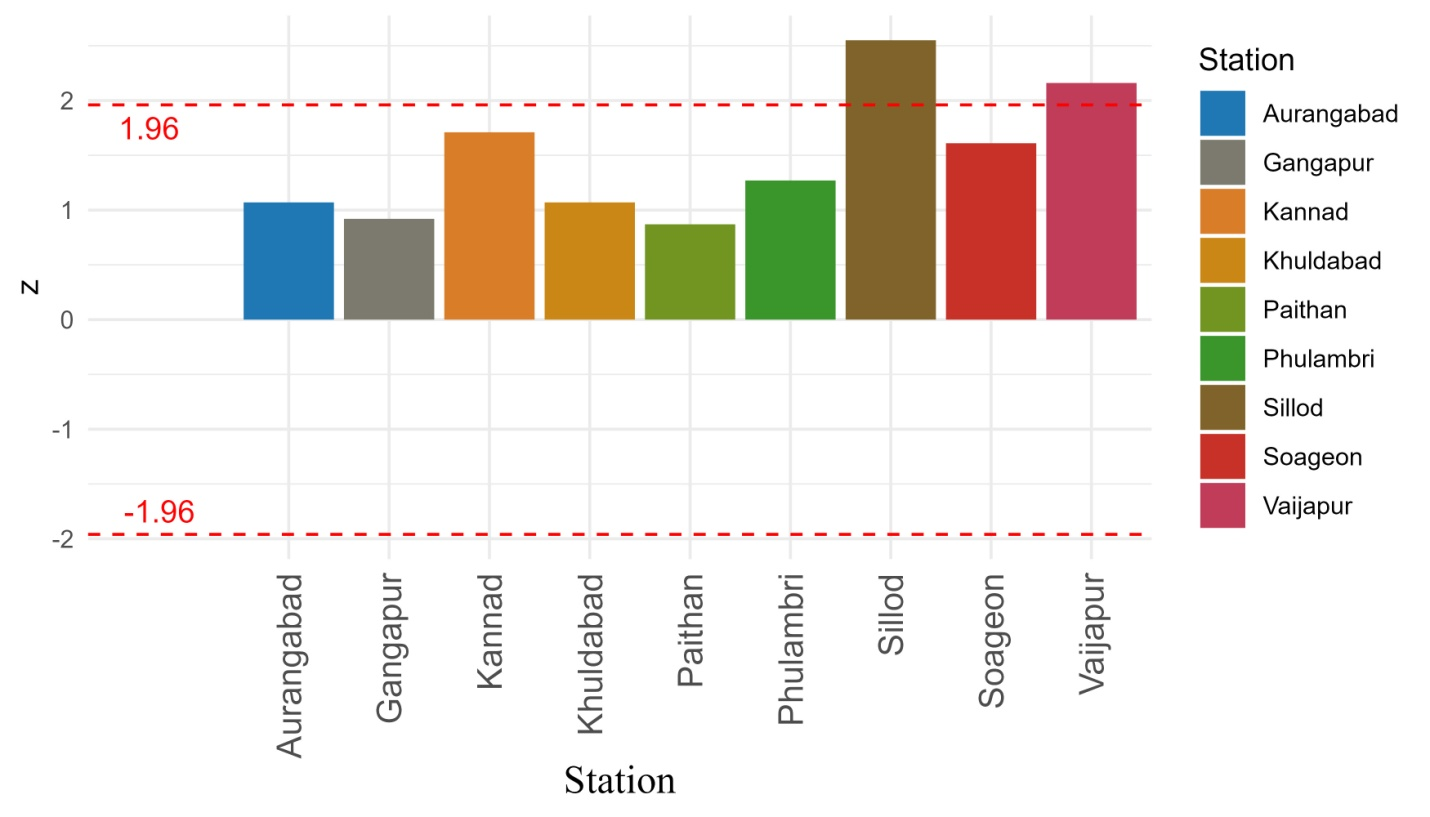 z
2
1
0
-1
-2
1.96
-1.96
Aurangabad
Gangapur
Kannad
Khuldabad
Paithan
Phulambri
Sillod
Soageon
Vaijapur
Station
Station
Aurangabad
Gangapur
Kannad
Khuldabad
Paithan
Phulambri
Sillod
Soageon
Vaijapur